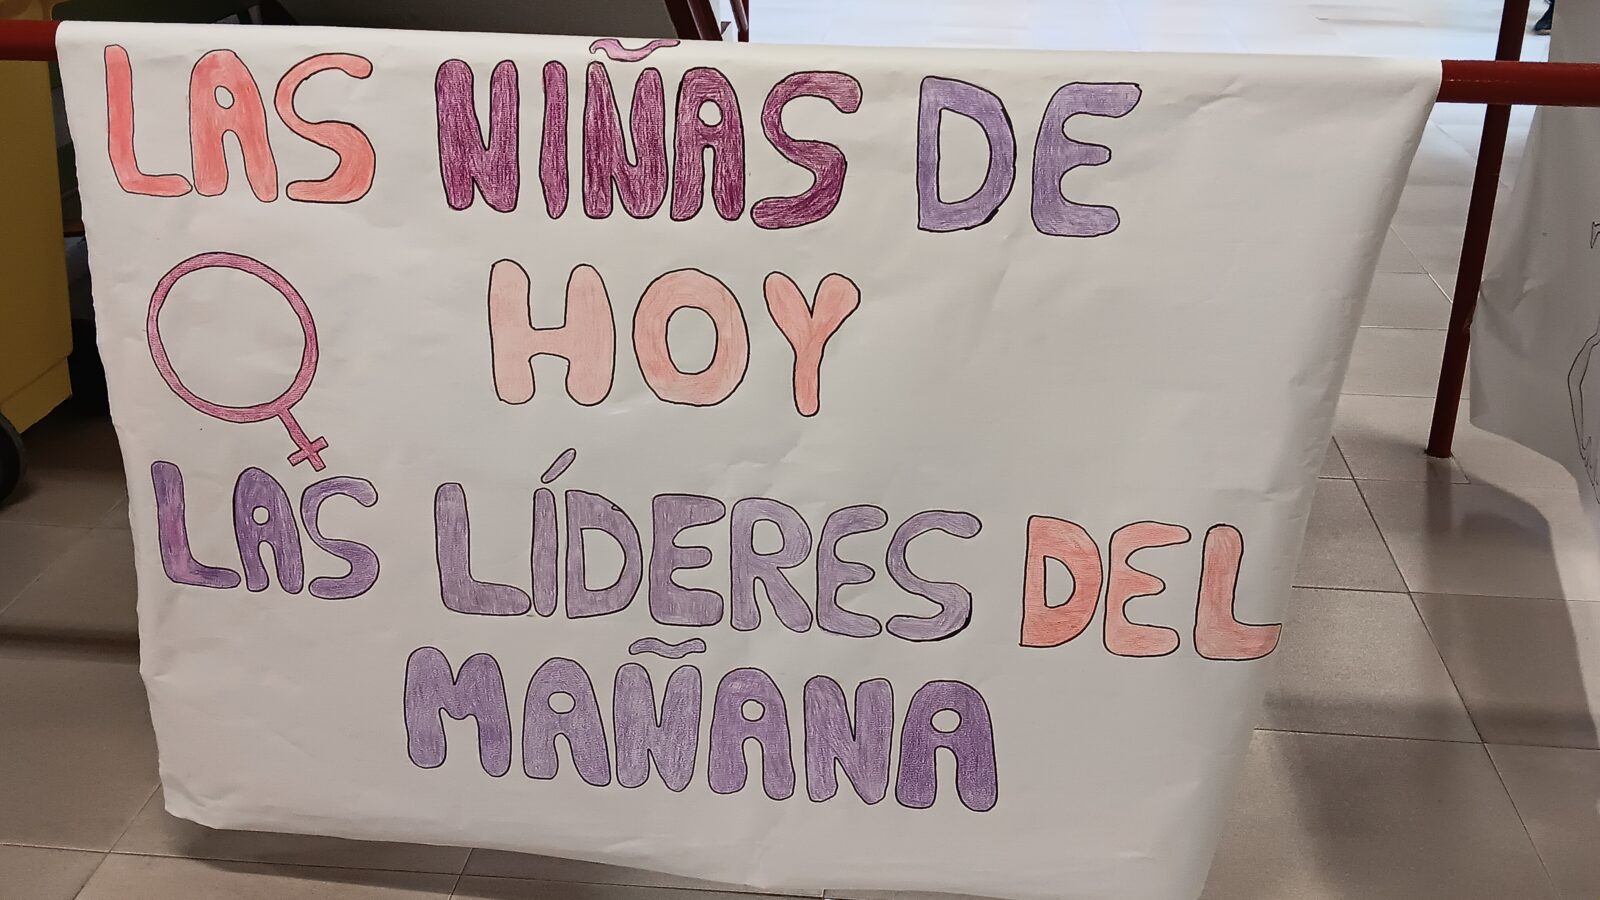 LAS NIÑAS DE
HOY
LAS LÍDERES DEL
MAÑANA